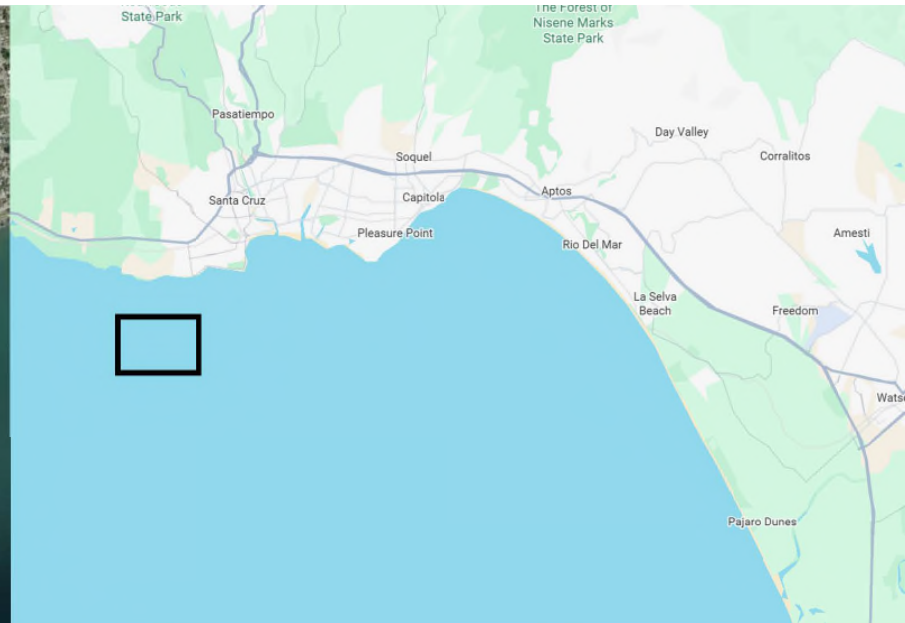 State Park
The Forest of
Nisene Marks
State Park
Pasatiempo
Day Valley
Soquel
Corralitos
Santa Cruz
Capitola
Aptos
Pleasure Point
Rio Del Mar
Amesti
La Selva
Beach
Freedom
Pajaro Dunes